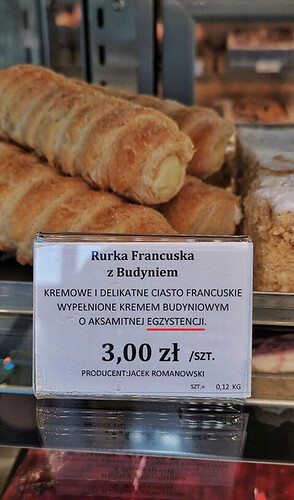 Rurka Francuska
z Budyniem
KREMOWE I DELIKATNE CIASTO FRANCUSKIE
WYPEŁNIONE KREMEM BUDYNIOWYM
O AKSAMITNEJ EGZYSTENCJI.
3,00 zł /SZT.
PRODUCENT:JACEK ROMANOWSKI
SZT.= 0,12 KG